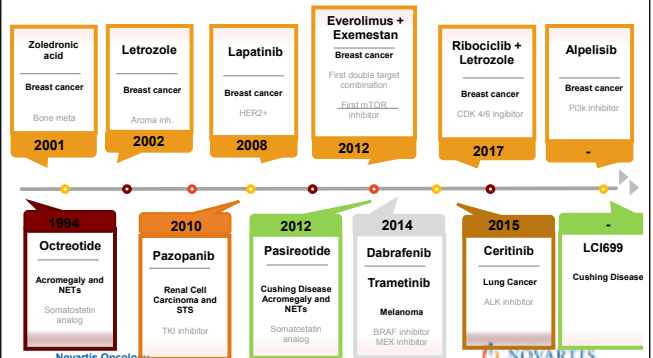 Zoledronic
acid
Breast cancer
Bone meta
2001
Letrozole
Breast cancer
Aroma inh.
2002
Lapatinib
Breast cancer
HER2+
2008
Everolimus +
Exemestan
Breast cancer
First double target
combination
First mTOR
inhibitor
2012
Ribociclib +
Letrozole
Breast cancer
CDK 4/6 ingibitor
2017
Alpelisib
Breast cancer
Pi3k inhibitor
-
1994
Octreotide
Acromegaly and
NETs
Somatostatin
analog
2010
Pazopanib
Renal Cell
Carcinoma and
STS
TKI inhibitor
2012
Pasireotide
Cushing Disease
Acromegaly and
NETs
Somatostatin
analog
2014
Dabrafenib
Trametinib
Melanoma
BRAF inhibitor
MEK inhibitor
2015
Ceritinib
Lung Cancer
ALK inhibitor
-
LCI699
Cushing Disease
Novartis Oncology
NOVARTIS